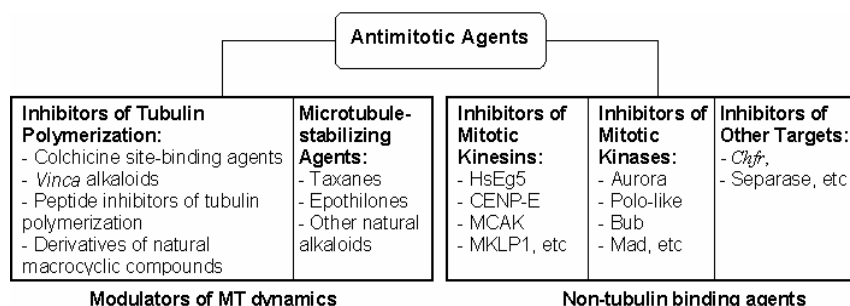 Antimitotic Agents
Inhibitors of Tubulin
Polymerization:
- Colchicine site-binding agents
- Vinca alkaloids
- Peptide inhibitors of tubulin
polymerization
- Derivatives of natural
macrocyclic compounds
Microtubule-
stabilizing
Agents:
- Taxanes
- Epothilones
- Other natural
alkaloids
Inhibitors of
Mitotic
Kinesins:
- HsEg5
- CENP-E
- MCAK
- MKLP1, etc
Inhibitors of
Mitotic
Kinases:
- Aurora
- Polo-like
- Bub
- Mad, etc
Inhibitors of
Other Targets:
- Chfr,
- Separase, etc
Modulators of MT dynamics
Non-tubulin binding agents